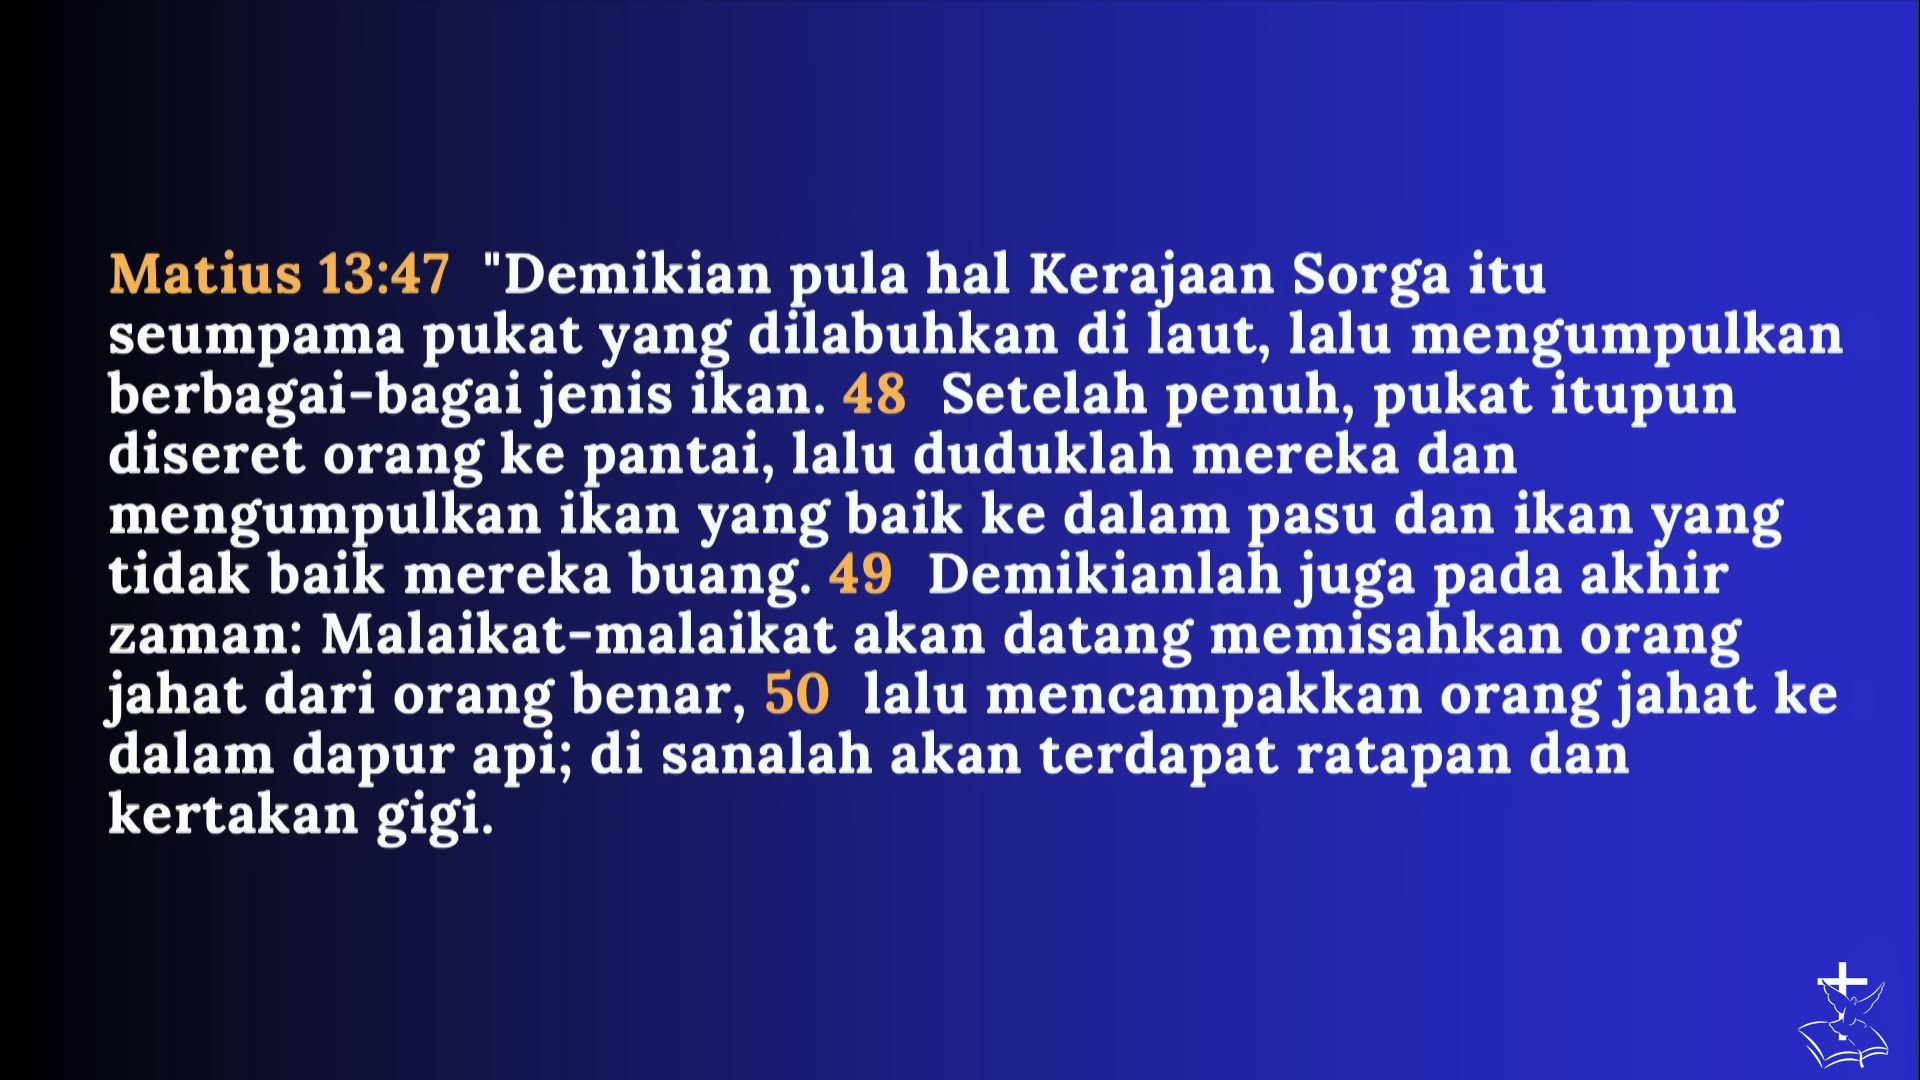 Matius 13:47 "Demikian pula hal Kerajaan Sorga itu
seumpama pukat yang dilabuhkan di laut, lalu mengumpulkan
berbagai-bagai jenis ikan. 48 Setelah penuh, pukat itupun
diseret orang ke pantai, lalu duduklah mereka dan
mengumpulkan ikan yang baik ke dalam pasu dan ikan yang
tidak baik mereka buang. 49 Demikianlah juga pada akhir
zaman: Malaikat-malaikat akan datang memisahkan orang
jahat dari orang benar, 50 lalu mencampakkan orang jahat ke
dalam dapur api; di sanalah akan terdapat ratapan dan
kertakan gigi.